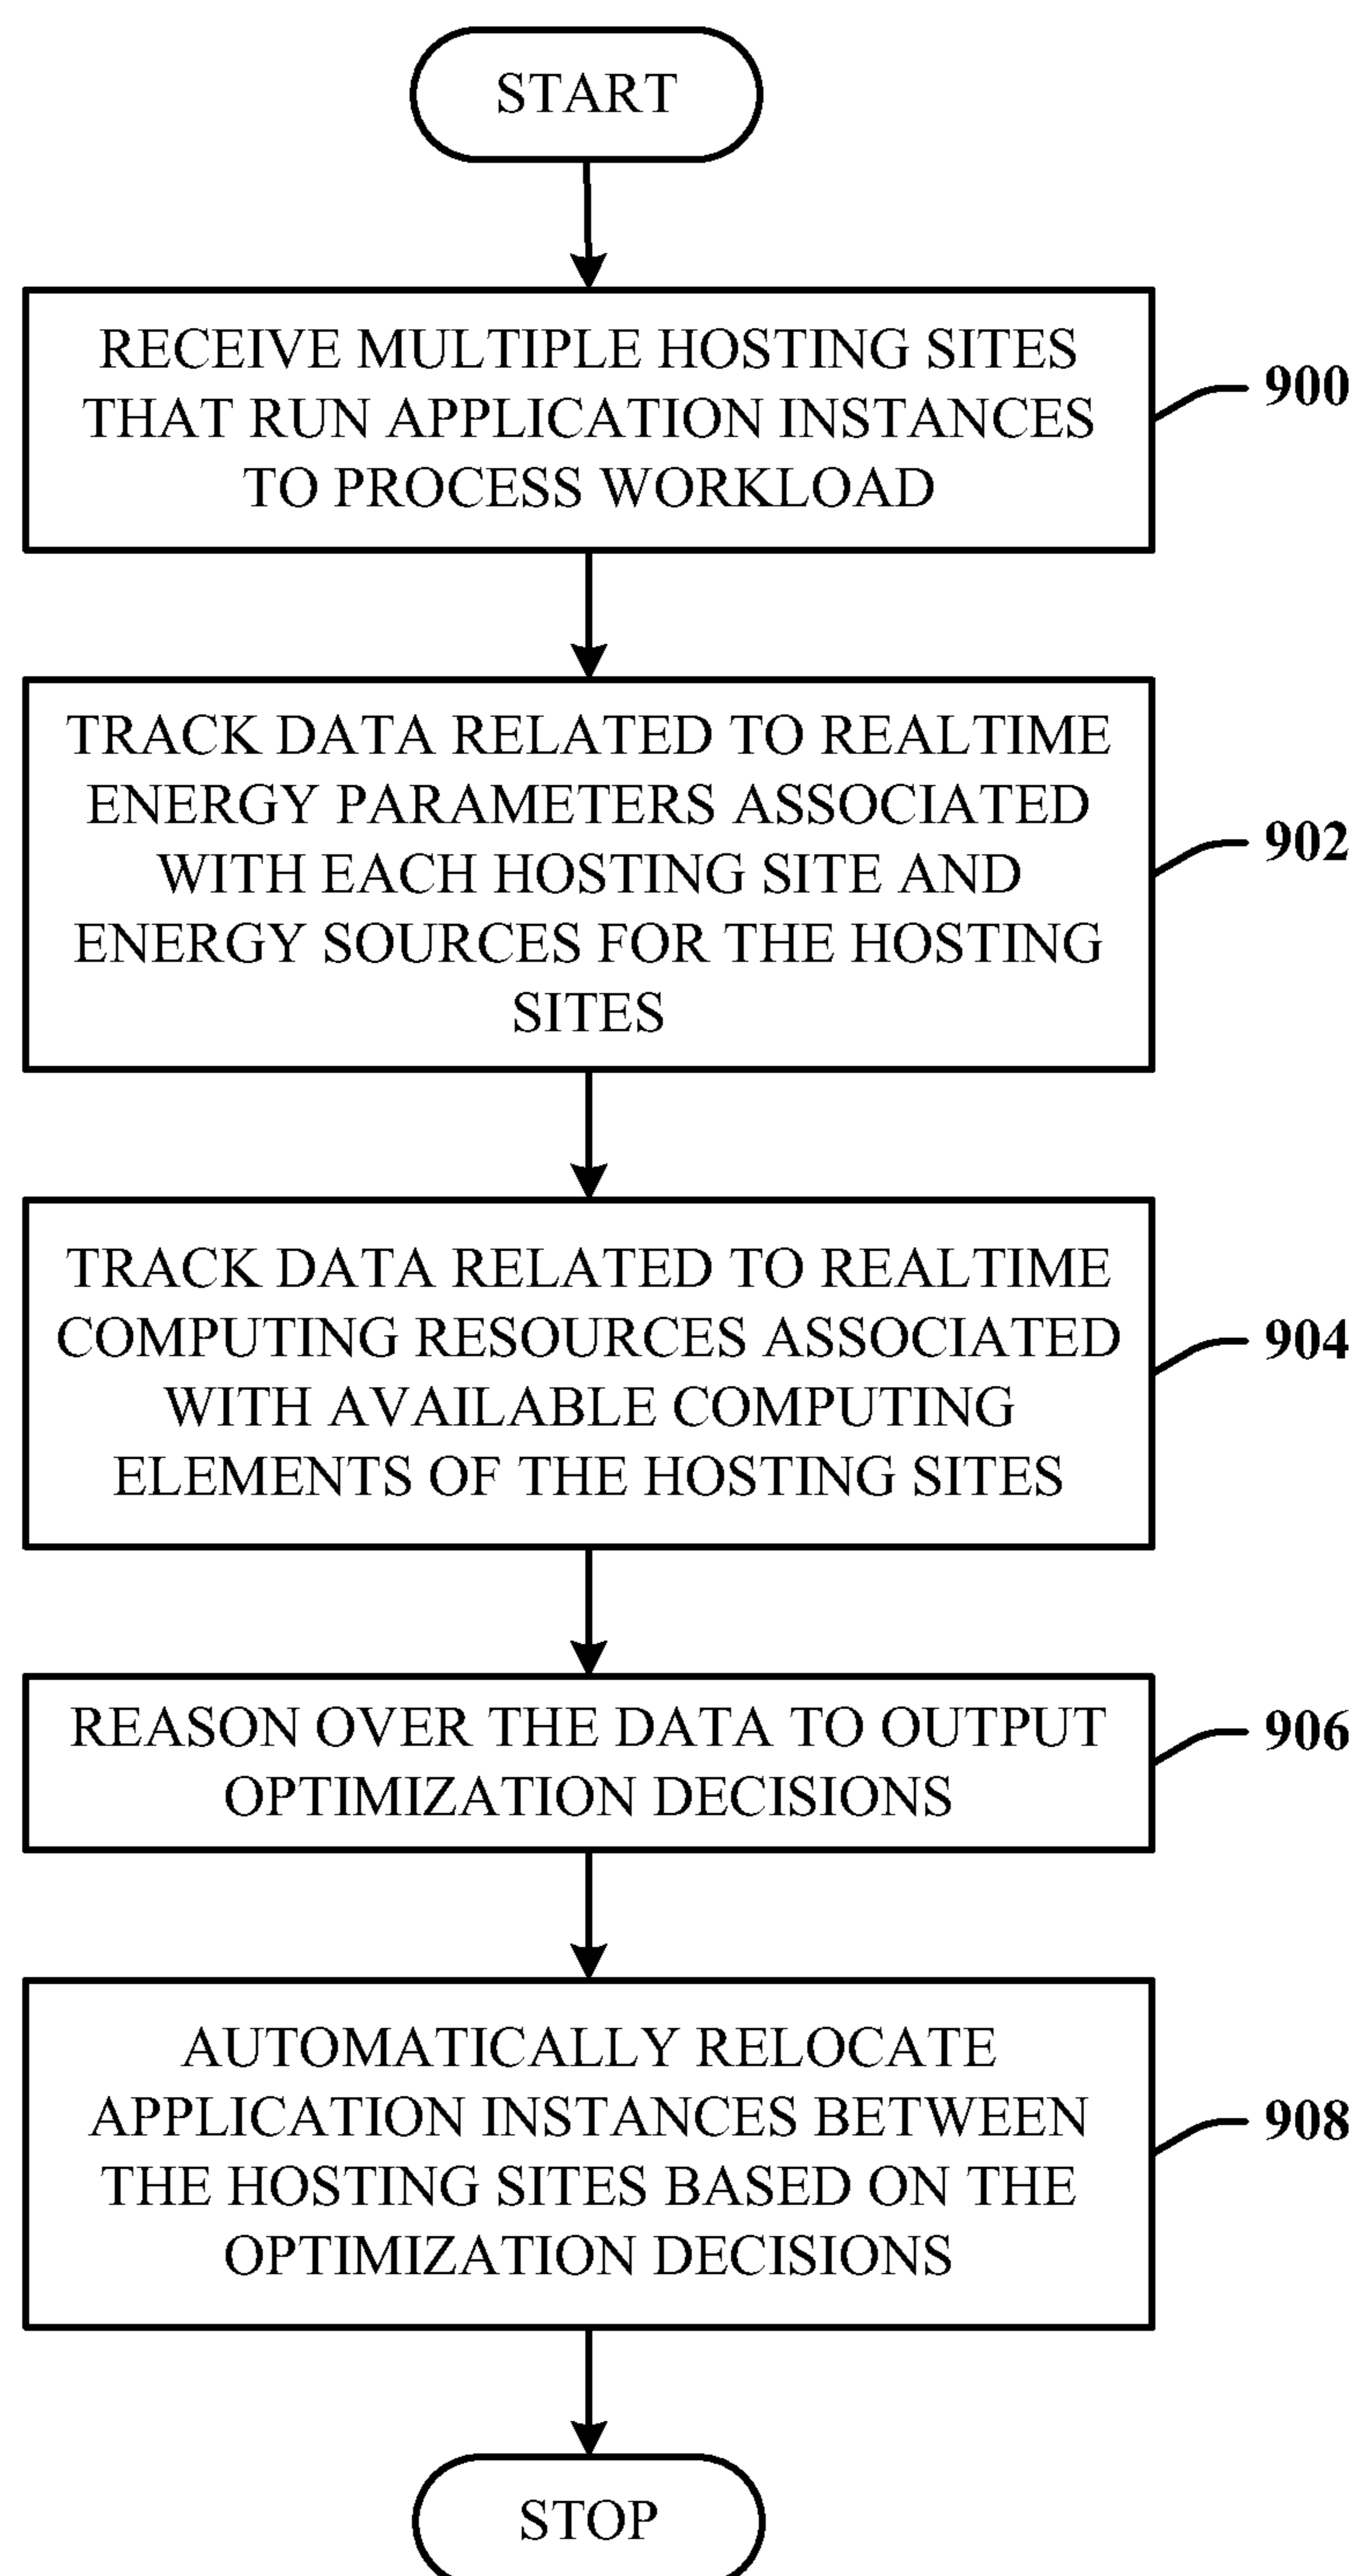 START
RECEIVE MULTIPLE HOSTING SITES
THAT RUN APPLICATION INSTANCES
TO PROCESS WORKLOAD
900
TRACK DATA RELATED TO REALTIME
ENERGY PARAMETERS ASSOCIATED
WITH EACH HOSTING SITE AND
ENERGY SOURCES FOR THE HOSTING
SITES
902
TRACK DATA RELATED TO REALTIME
COMPUTING RESOURCES ASSOCIATED
WITH AVAILABLE COMPUTING
ELEMENTS OF THE HOSTING SITES
904
REASON OVER THE DATA TO OUTPUT
OPTIMIZATION DECISIONS
906
AUTOMATICALLY RELOCATE
APPLICATION INSTANCES BETWEEN
THE HOSTING SITES BASED ON THE
OPTIMIZATION DECISIONS
908
STOP